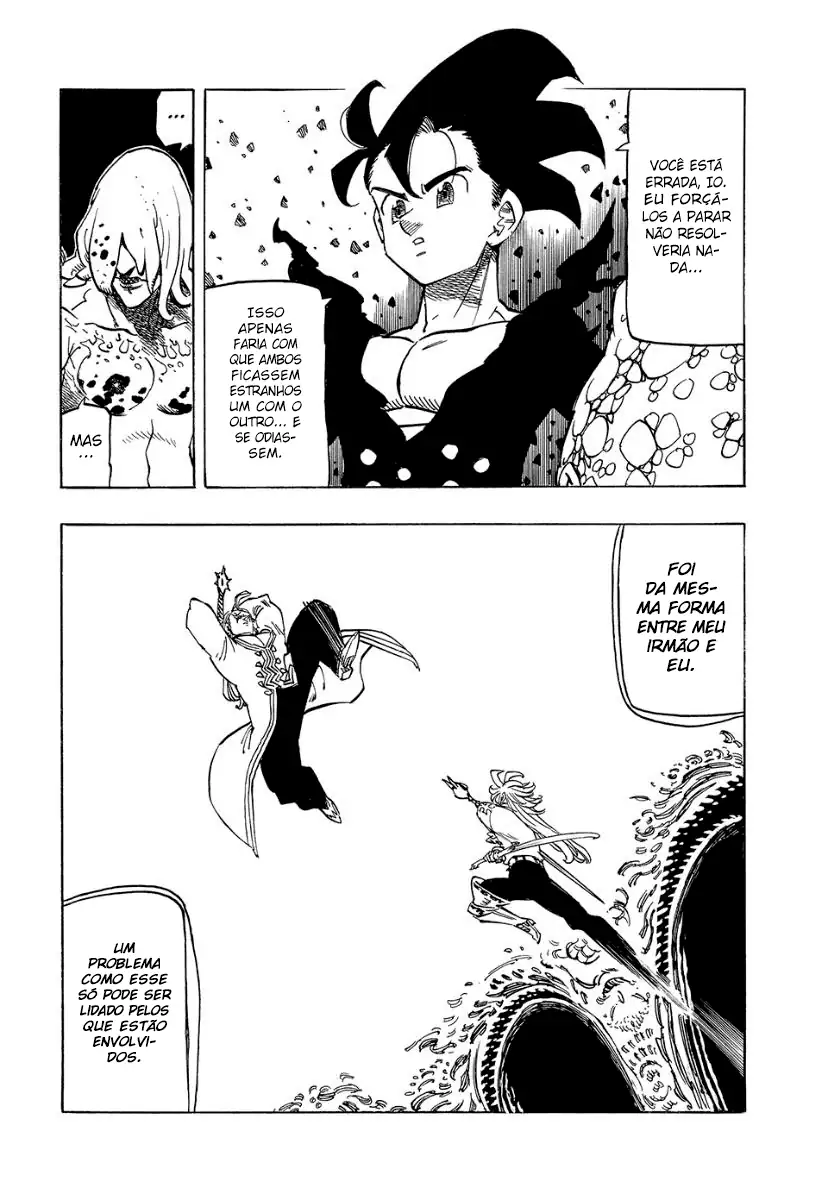 VOCÊ ESTÁ
ERRADA, IO.
EU FORÇÁ-
LOS A PARAR
NÃO RESOL-
VERIA NA-
DA...
ISSO
APENAS
FARIA
COM
QUE AMBOS
FICASSEM
ESTRANHOS
UM COM O
OUTRO... E
SE ODIAS-
SEM.
...
MAS
...
FOI
DA MES-
MA FORMA
ENTRE MEU
IRMÃO E
EU.
UM
PROBLEMA
COMO ESSE
SÓ PODE SER
LIDADO PELOS
QUE ESTÃO
ENVOLVI-
DOS.